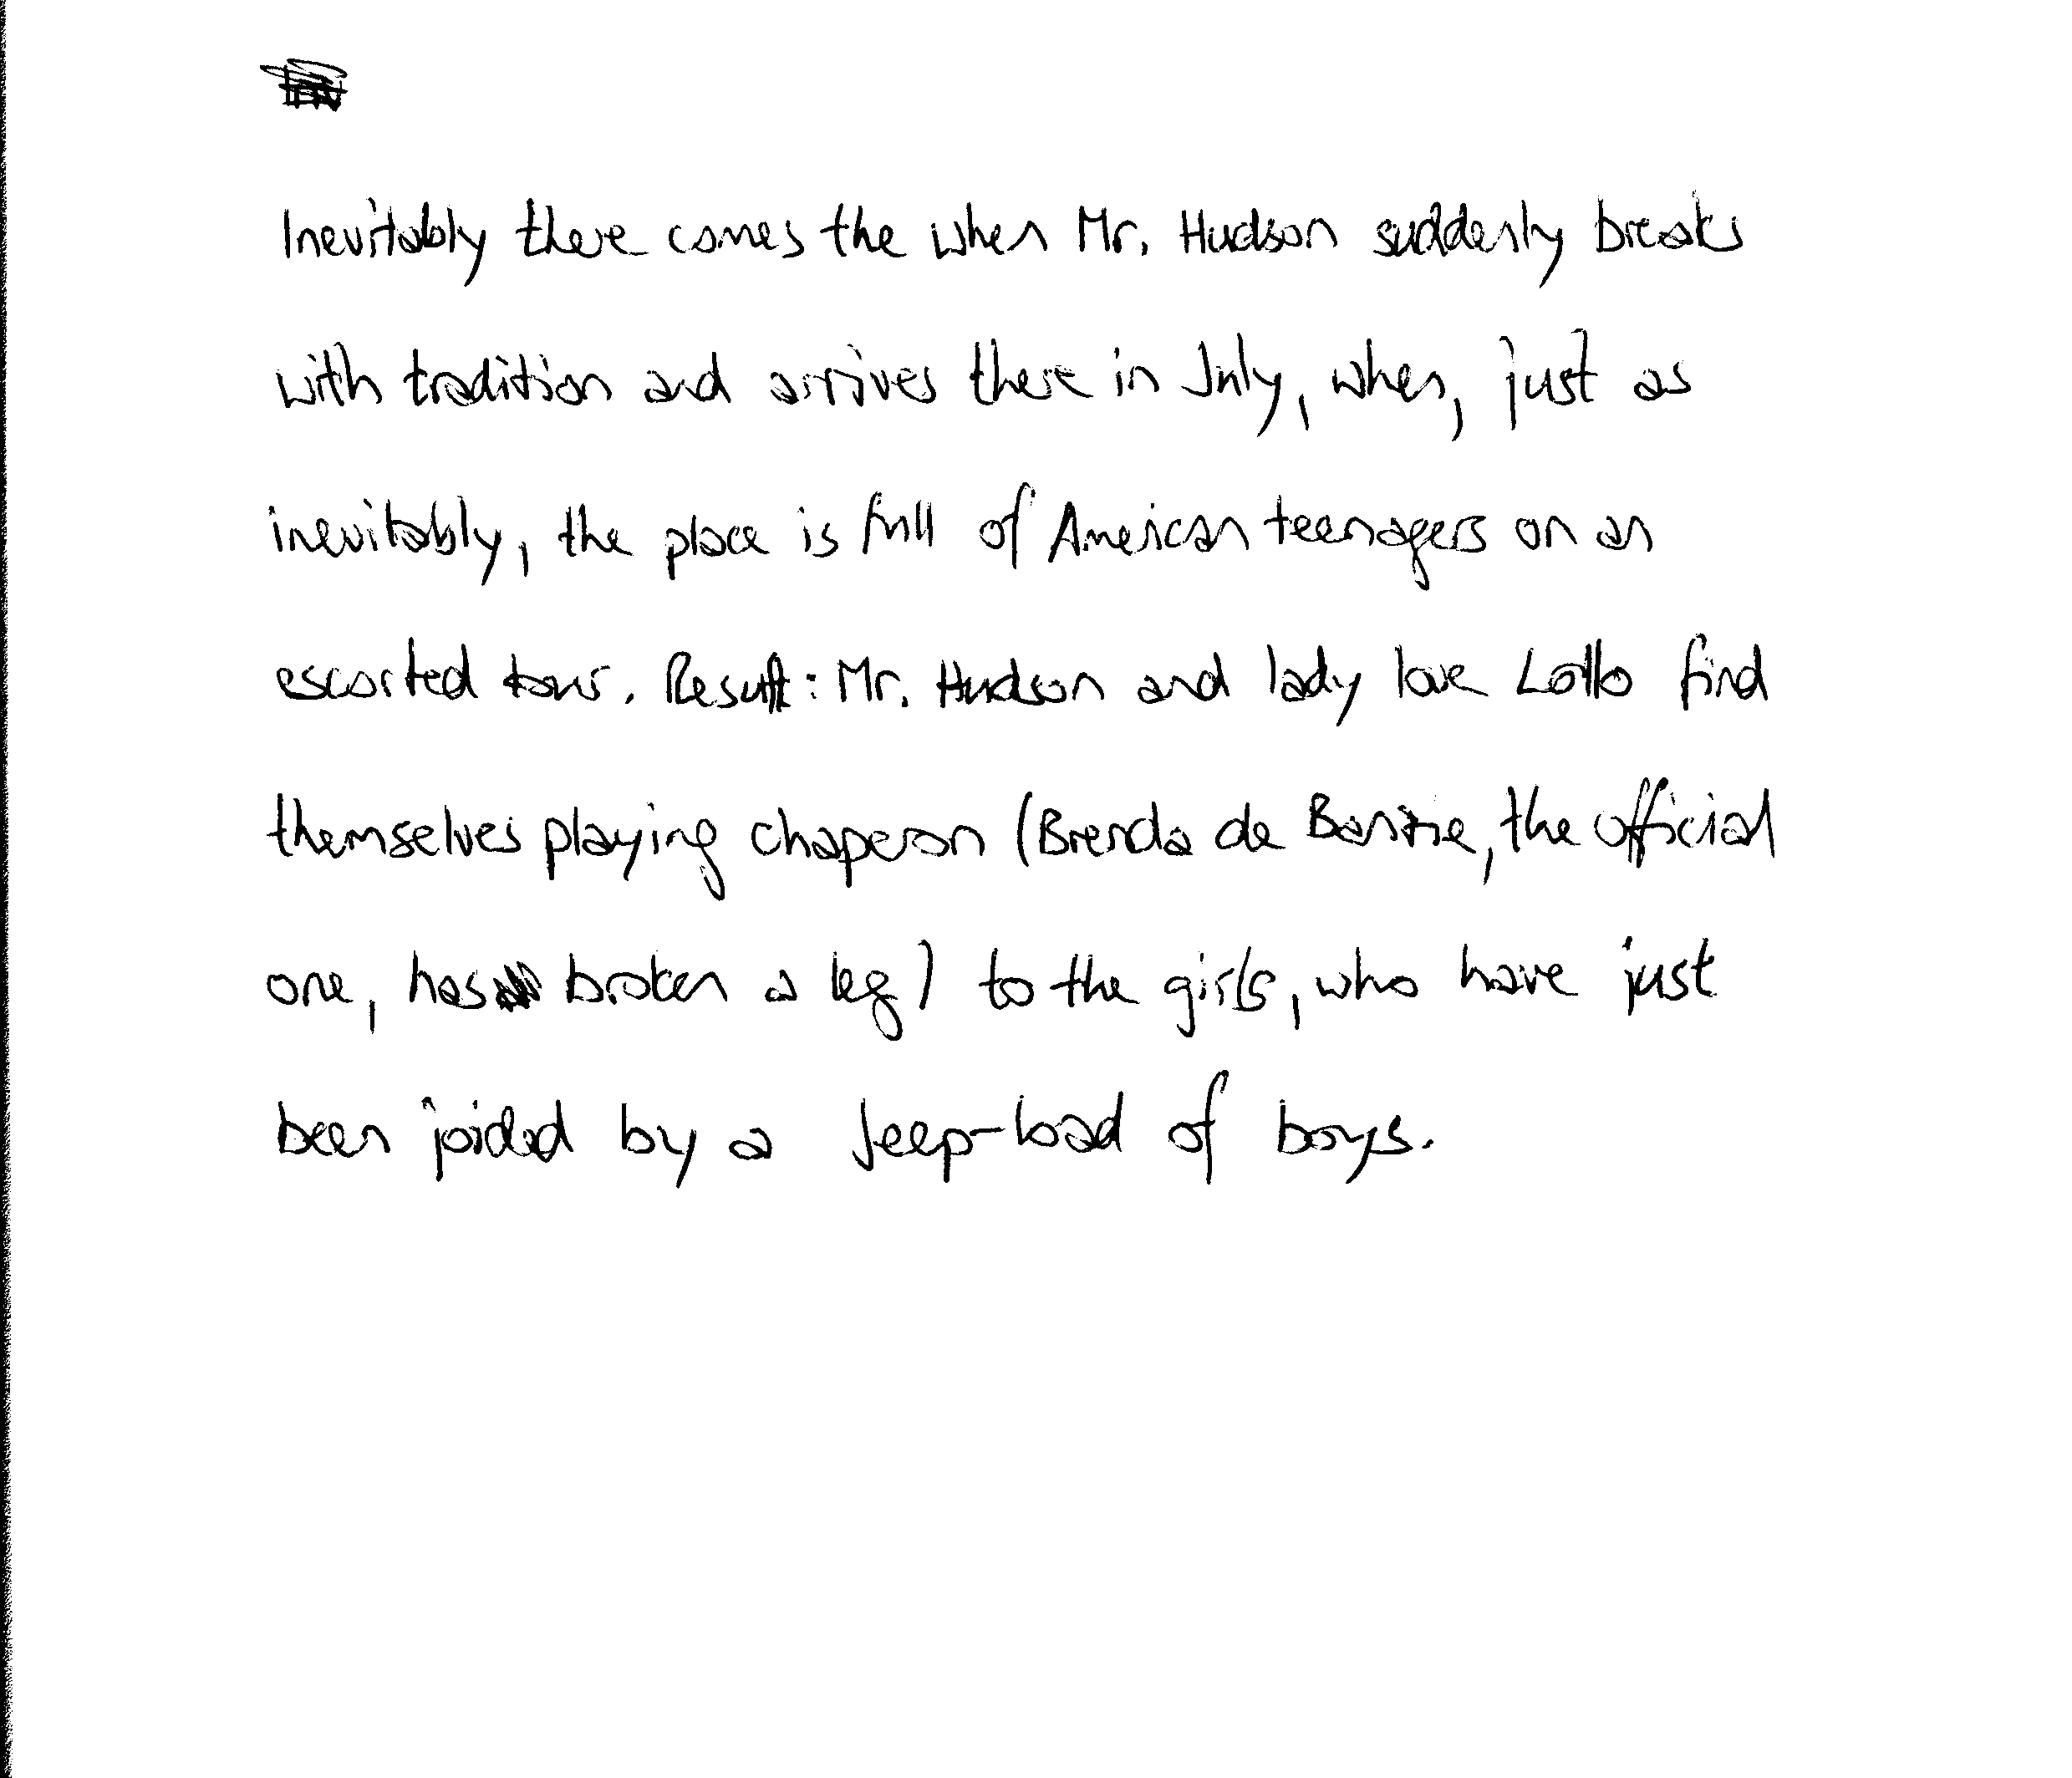 Inevitably there comes the when Mr. Hudson suddenly breaks
with tradition and arrives there in July, when, just as
inevitably, the place is full of American teenagers on an
escorted tour. Result: Mr. Hudson and lady love Lollo find
themselves playing chaperon (Brenda de Banzie, the official
one, has broken a leg) to the girls, who have just
been joided by a Jeep-load of boys.